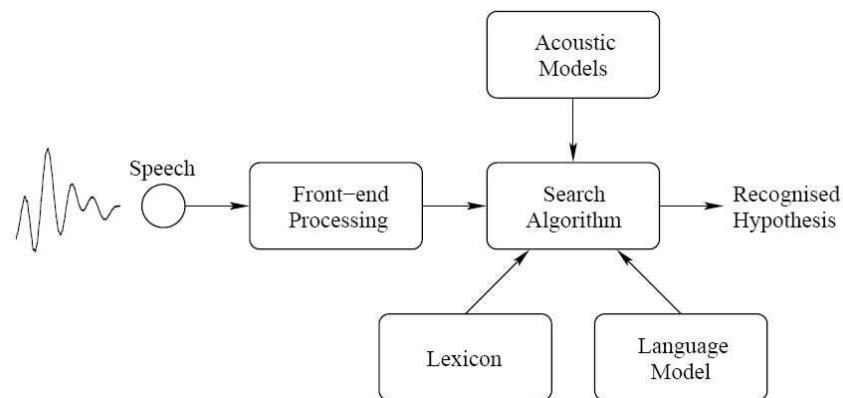 Acoustic
Models
Speech
Front−end
Processing
Search
Algorithm
Recognised
Hypothesis
Lexicon
Language
Model